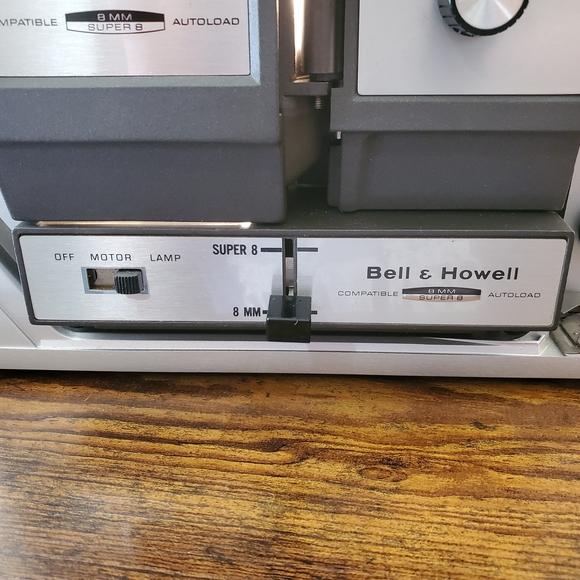 8 MM
COMPATIBLE AUTOLOAD
SUPER 8
OFF MOTOR LAMP
SUPER 8
Bell & Howell
8 MM
COMPATIBLE AUTOLOAD
SUPER 8
8 MM